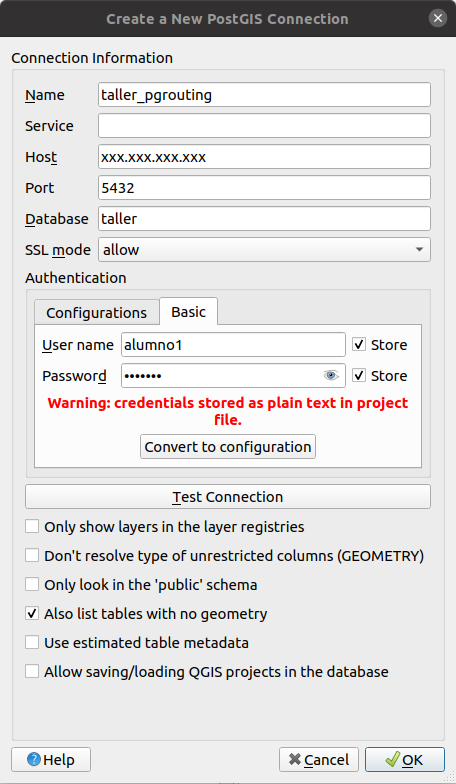 Create a New PostGIS Connection
Connection Information
Name taller_pgrouting
Service
Host xxx.xxx.xxx.xxx
Port 5432
Database taller
SSL mode allow
Authentication
Configurations Basic
User name alumno1 Store
Password ••••••• Store
Warning: credentials stored as plain text in project
file.
Convert to configuration
Test Connection
Only show layers in the layer registries
Don't resolve type of unrestricted columns (GEOMETRY)
Only look in the 'public' schema
Also list tables with no geometry
Use estimated table metadata
Allow saving/loading QGIS projects in the database
Help Cancel OK